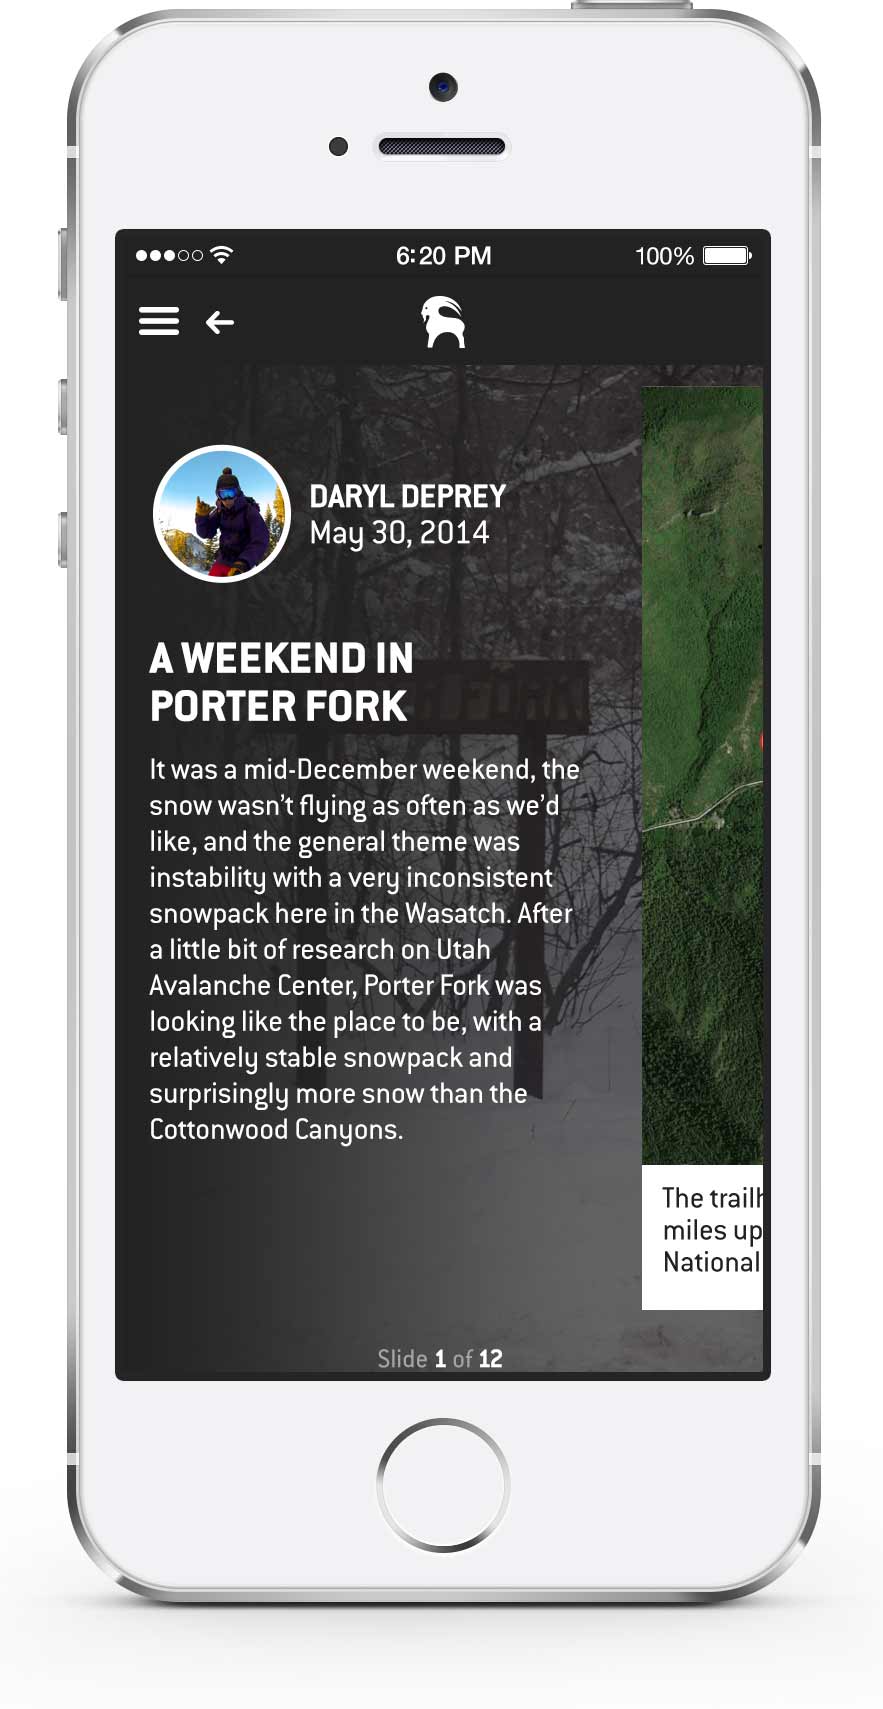 6:20 PM
100%
DARYL DEPREY
May 30, 2014
A WEEKEND IN
PORTER FORK
It was a mid-December weekend, the
snow wasn’t flying as often as we’d
like, and the general theme was
instability with a very inconsistent
snowpack here in the Wasatch. After
a little bit of research on Utah
Avalanche Center, Porter Fork was
looking like the place to be, with a
relatively stable snowpack and
surprisingly more snow than the
Cottonwood Canyons.
The
miles up
National
Slide 1 of 12